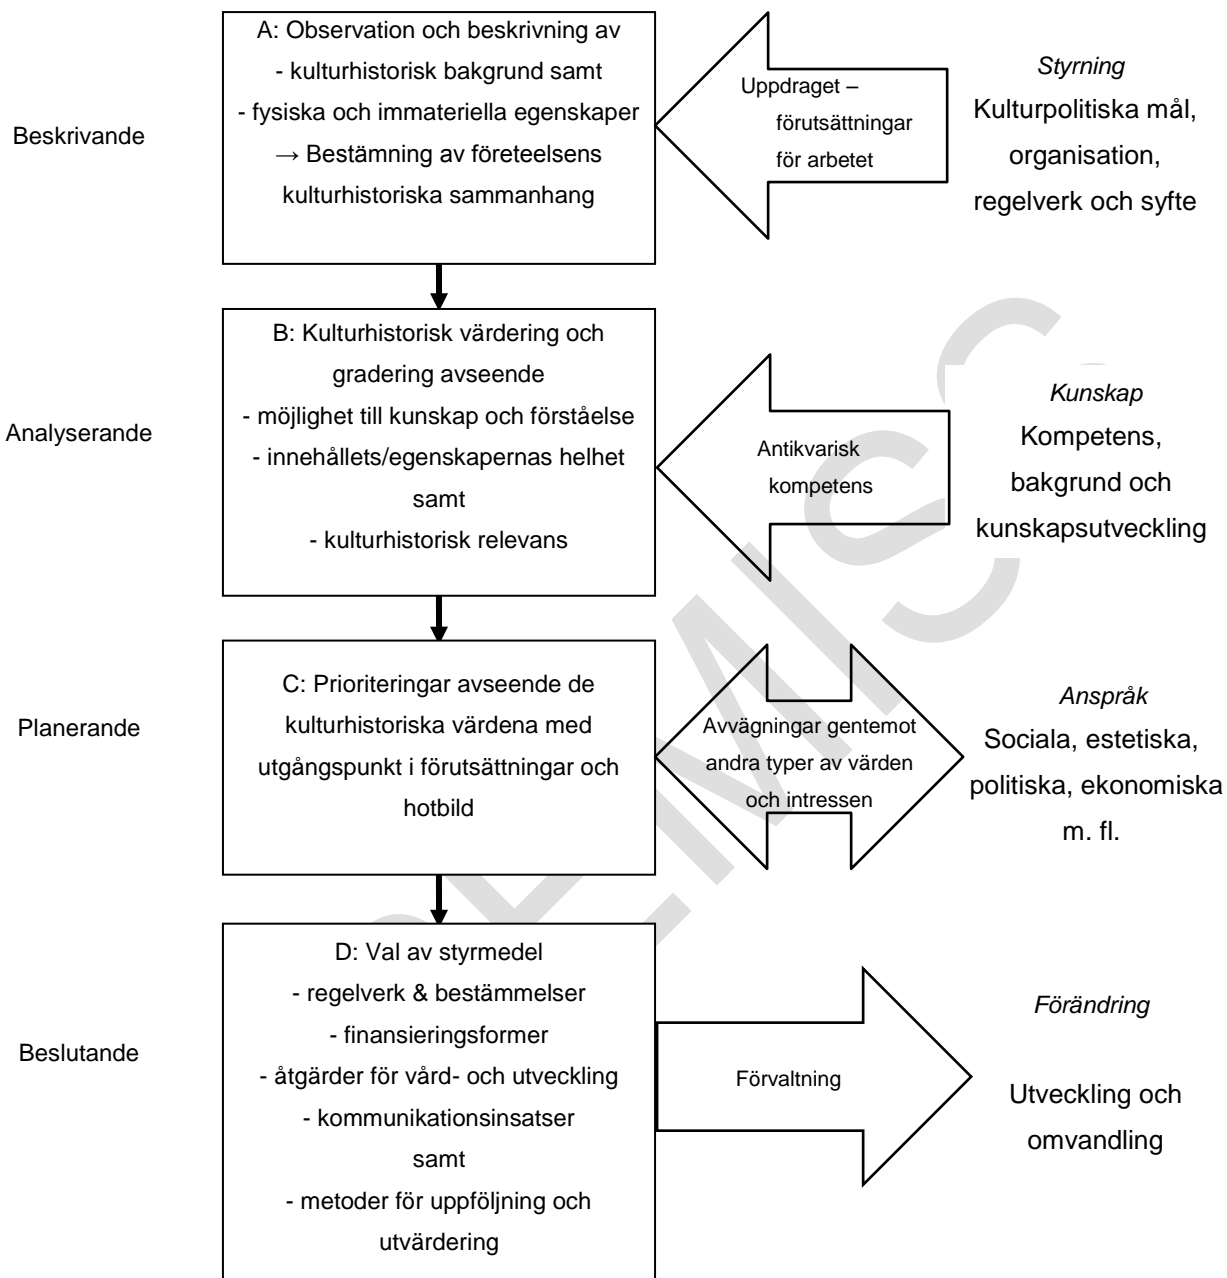 Beskrivande
A: Observation och beskrivning av
- kulturhistorisk bakgrund samt
- fysiska och immateriella egenskaper
→ Bestämning av företeelsens
kulturhistoriska sammanhang
Uppdraget –
förutsättningar
för arbetet
Styrning
Kulturpolitiska mål,
organisation,
regelverk och syfte
Analyserande
B: Kulturhistorisk värdering och
gradering avseende
- möjlighet till kunskap och förståelse
- innehållets/egenskapernas helhet
samt
- kulturhistorisk relevans
Antikvarisk
kompetens
Kunskap
Kompetens,
bakgrund och
kunskapsutveckling
Planerande
C: Prioriteringar avseende de
kulturhistoriska värdena med
utgångspunkt i förutsättningar och
hotbild
Avvägningar gentemot
andra typer av värden
och intressen
Anspråk
Sociala, estetiska,
politiska, ekonomiska
m. fl.
Beslutande
D: Val av styrmedel
- regelverk & bestämmelser
- finansieringsformer
- åtgärder för vård- och utveckling
- kommunikationsinsatser
samt
- metoder för uppföljning och
utvärdering
Förvaltning
Förändring
Utveckling och
omvandling